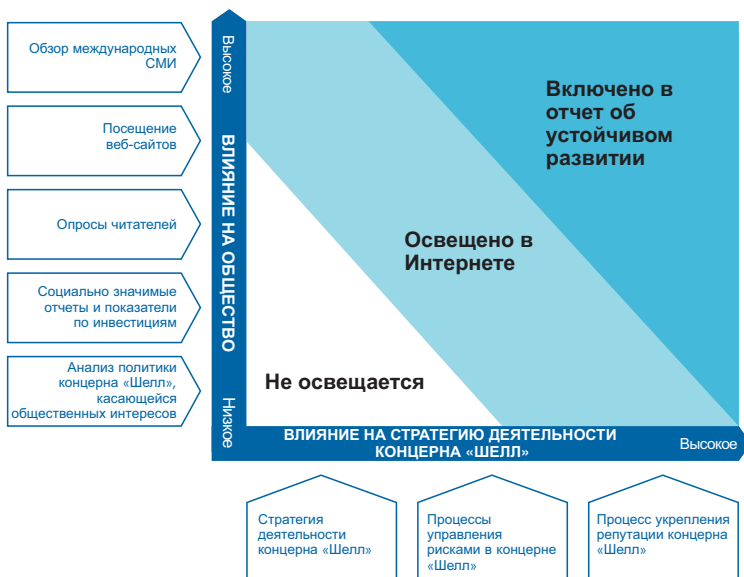 Обзор международных
СМИ
Посещение
веб-сайтов
Опросы читателей
Социально значимые
отчеты и показатели
по инвестициям
Анализ политики
концерна «Шелл»,
касающейся
общественных интересов
Высокое
ВЛИЯНИЕ НА ОБЩЕСТВО
Низкое
Включено в
отчет об
устойчивом
развитии
Освещено в
Интернете
Не освещается
ВЛИЯНИЕ НА СТРАТЕГИЮ ДЕЯТЕЛЬНОСТИ
КОНЦЕРНА «ШЕЛЛ»
Высокое
Стратегия
деятельности
концерна «Шелл»
Процессы
управления
рисками в концерне
«Шелл»
Процесс укрепления
репутации концерна
«Шелл»